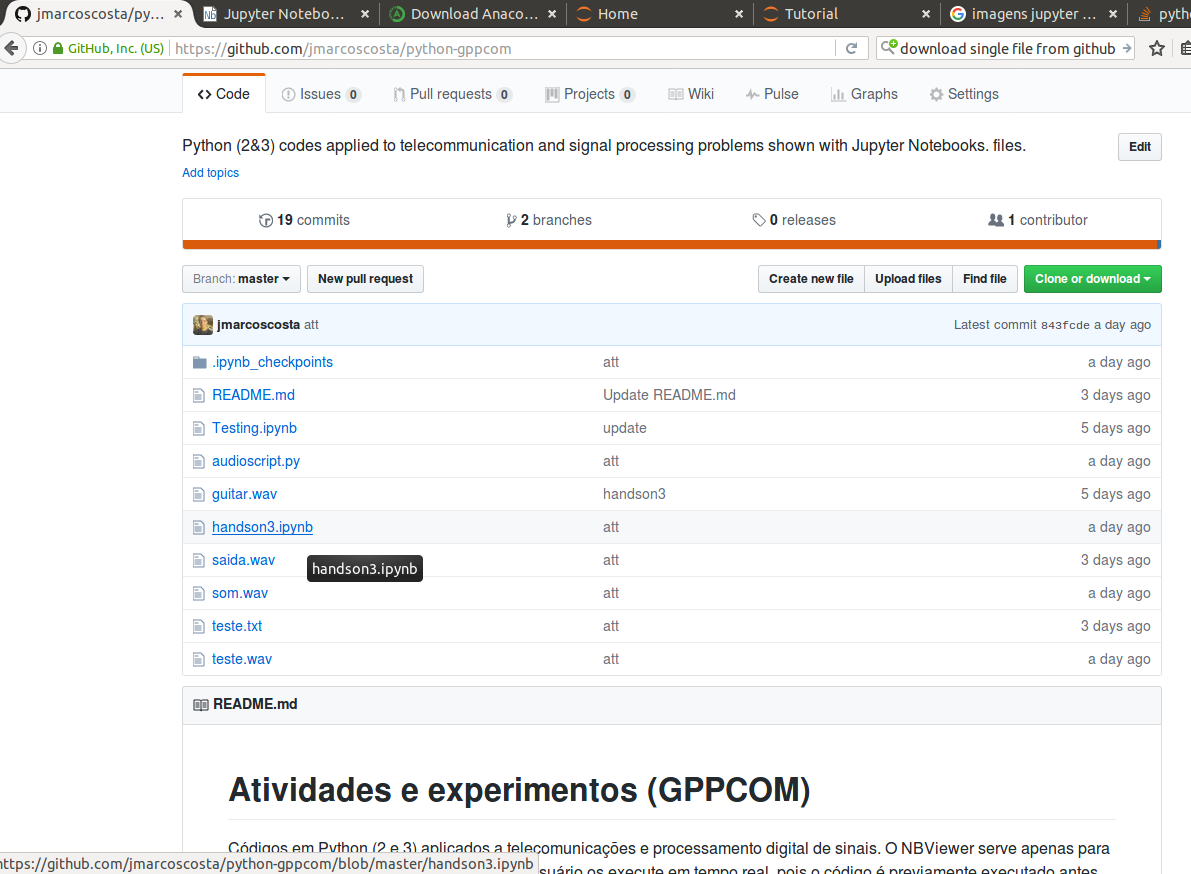 jmarcoscosta/py... × Jupyter Notebo... × Download Anaco... × Home × Tutorial × imagens jupyter ... × pyth
GitHub, Inc. (US) https://github.com/jmarcoscosta/python-gppcom download single file from github
Code Issues 0 Pull requests 0 Projects 0 Wiki Pulse Graphs Settings
Python (2&3) codes applied to telecommunication and signal processing problems shown with Jupyter Notebooks. files. Edit
Add topics
19 commits 2 branches 0 releases 1 contributor
Branch: master New pull request Create new file Upload files Find file Clone or download
jmarcoscosta att Latest commit 843fcde a day ago
.ipynb_checkpoints att a day ago
README.md Update README.md 3 days ago
Testing.ipynb update 5 days ago
audioscript.py att a day ago
guitar.wav handson3 5 days ago
handson3.ipynb att a day ago
saida.wav att 3 days ago
handson3.ipynb
som.wav att a day ago
teste.txt att 3 days ago
teste.wav att a day ago
README.md
Atividades e experimentos (GPPCOM)
Códigos em Python (2 e 3) aplicados a telecomunicações e processamento digital de sinais. O NBViewer serve apenas para
https://github.com/jmarcoscosta/python-gppcom/blob/master/handson3.ipynb suário os execute em tempo real, pois o código é previamente executado antes